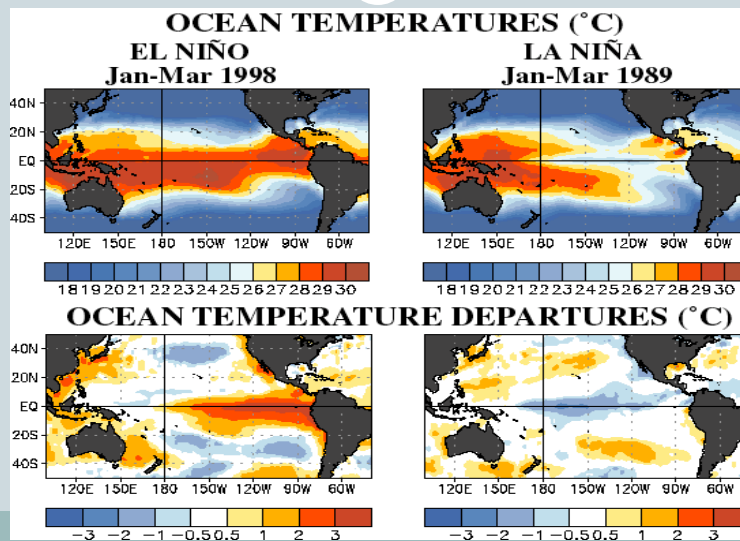 OCEAN TEMPERATURES (°C)
EL NIÑO
Jan-Mar 1998
LA NIÑA
Jan-Mar 1989
40N
20N
EQ
20S
40S
120E 150E 180 150W 120W 90W 60W
120E 150E 180 150W 120W 90W 60W
18 19 20 21 22 23 24 25 26 27 28 29 30
18 19 20 21 22 23 24 25 26 27 28 29 30
OCEAN TEMPERATURE DEPARTURES (°C)
40N
20N
EQ
20S
40S
120E 150E 180 150W 120W 90W 60W
120E 150E 180 150W 120W 90W 60W
-3 -2 -1 -0.5 0.5 1 2 3
-3 -2 -1 -0.5 0.5 1 2 3